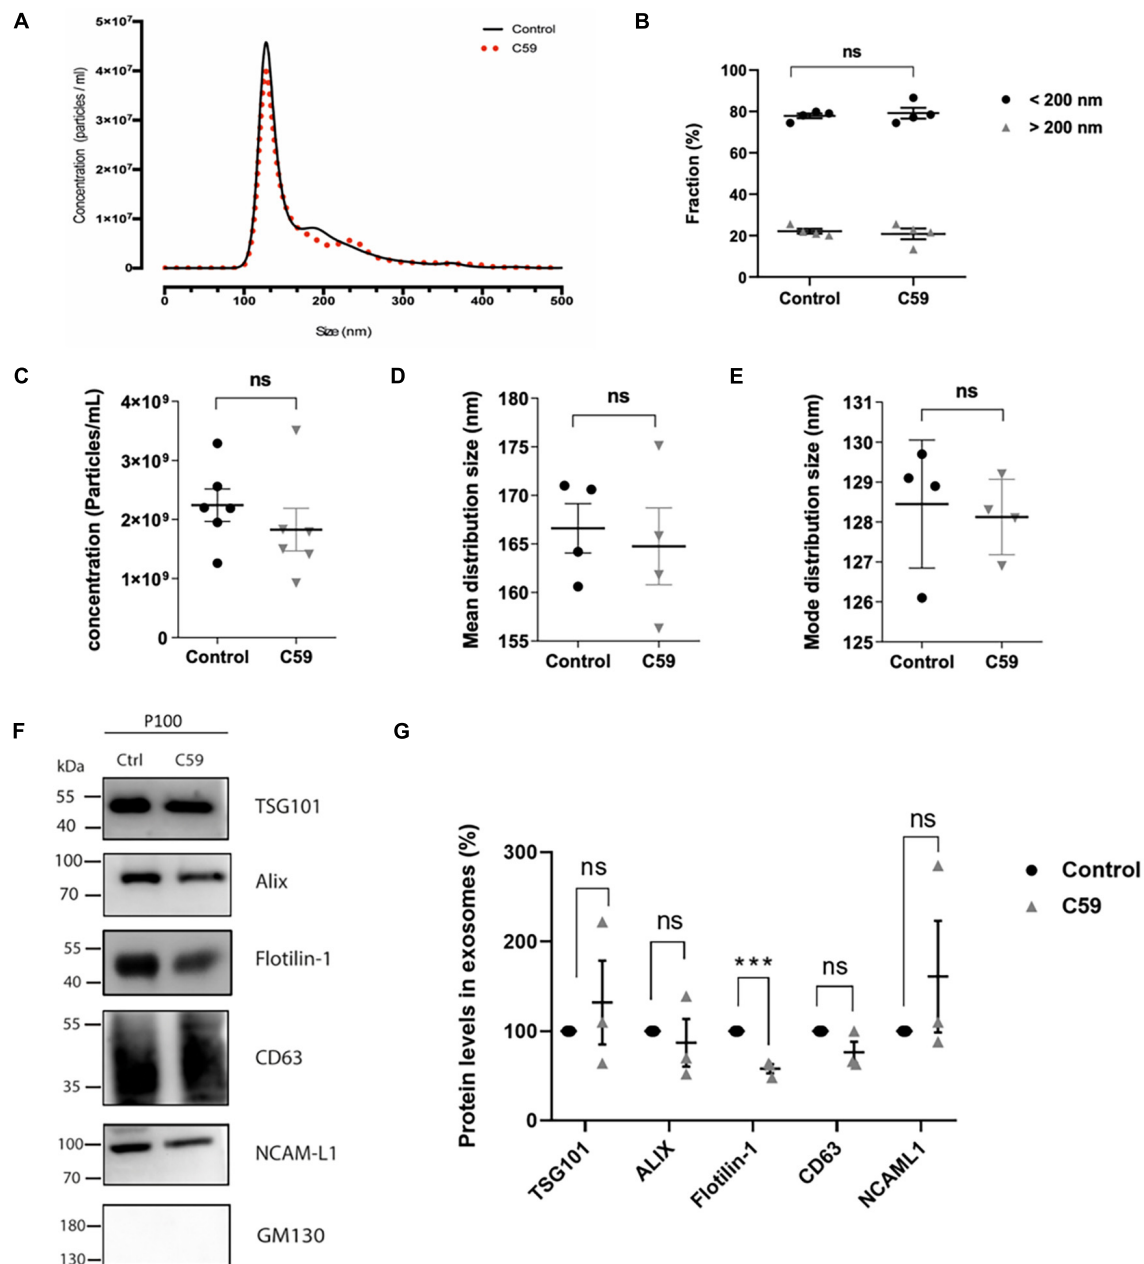 A
5×10⁷
4×10⁷
3×10⁷
2×10⁷
1×10⁷
0
Concentration (particles / ml)
0 100 200 300 400 500
Size (nm)
Control
C59
B
ns
100
80
60
40
20
0
Fraction (%)
Control C59
< 200 nm
> 200 nm
C
ns
4×10⁹
3×10⁹
2×10⁹
1×10⁹
0
concentration (Particles/mL)
Control C59
D
ns
180
175
170
165
160
155
Mean distribution size (nm)
Control C59
E
ns
131
130
129
128
127
126
125
Mode distribution size (nm)
Control C59
F
P100
kDa Ctrl C59
55
40
TSG101
100
70
Alix
55
40
Flotilin-1
55
35
CD63
100
70
NCAM-L1
180
130
GM130
G
Protein levels in exosomes (%)
300
200
100
0
ns
ns
***
ns
ns
TSG101 ALIX Flotilin-1 CD63 NCAML1
Control
C59